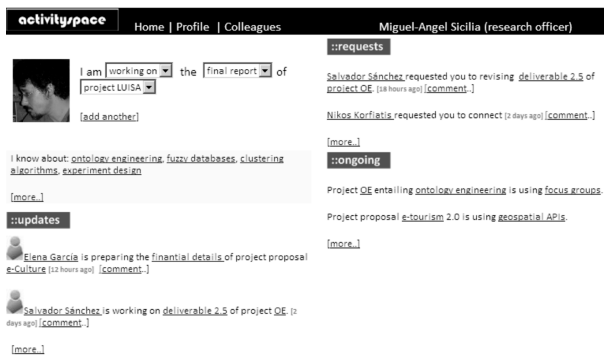 activityspace
Home | Profile | Colleagues
Miguel-Angel Sicilia (research officer)
I am working on the final report of
project LUISA
[add another]
I know about: ontology engineering, fuzzy databases, clustering
algorithms, experiment design
[more..]
::updates
Elena García is preparing the finantial details of project proposal
e-Culture [12 hours ago] [comment..]
Salvador Sánchez is working on deliverable 2.5 of project OE. [2
days ago] [comment..]
[more..]
::requests
Salvador Sánchez requested you to revising deliverable 2.5 of
project OE. [18 hours ago] [comment..]
Nikos Korfiatis requested you to connect [2 days ago] [comment..]
[more..]
::ongoing
Project OE entailing ontology engineering is using focus groups.
Project proposal e-tourism 2.0 is using geospatial APIs.
[more..]